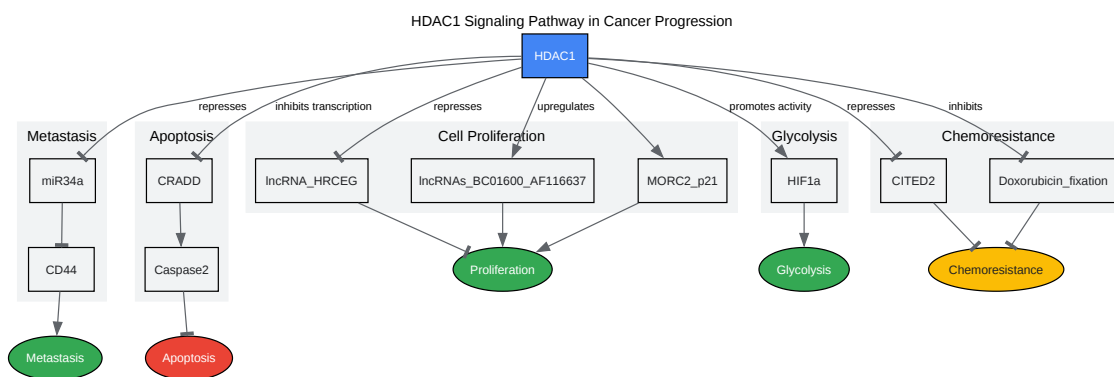 HDAC1 Signaling Pathway in Cancer Progression
HDAC1
represses
inhibits transcription
represses
upregulates
promotes activity
represses
inhibits
Metastasis
Apoptosis
Cell Proliferation
Glycolysis
Chemoresistance
miR34a
CRADD
lncRNA_HRCEG
lncRNAs_BC01600_AF116637
MORC2_p21
HIF1a
CITED2
Doxorubicin_fixation
CD44
Caspase2
Proliferation
Glycolysis
Chemoresistance
Metastasis
Apoptosis